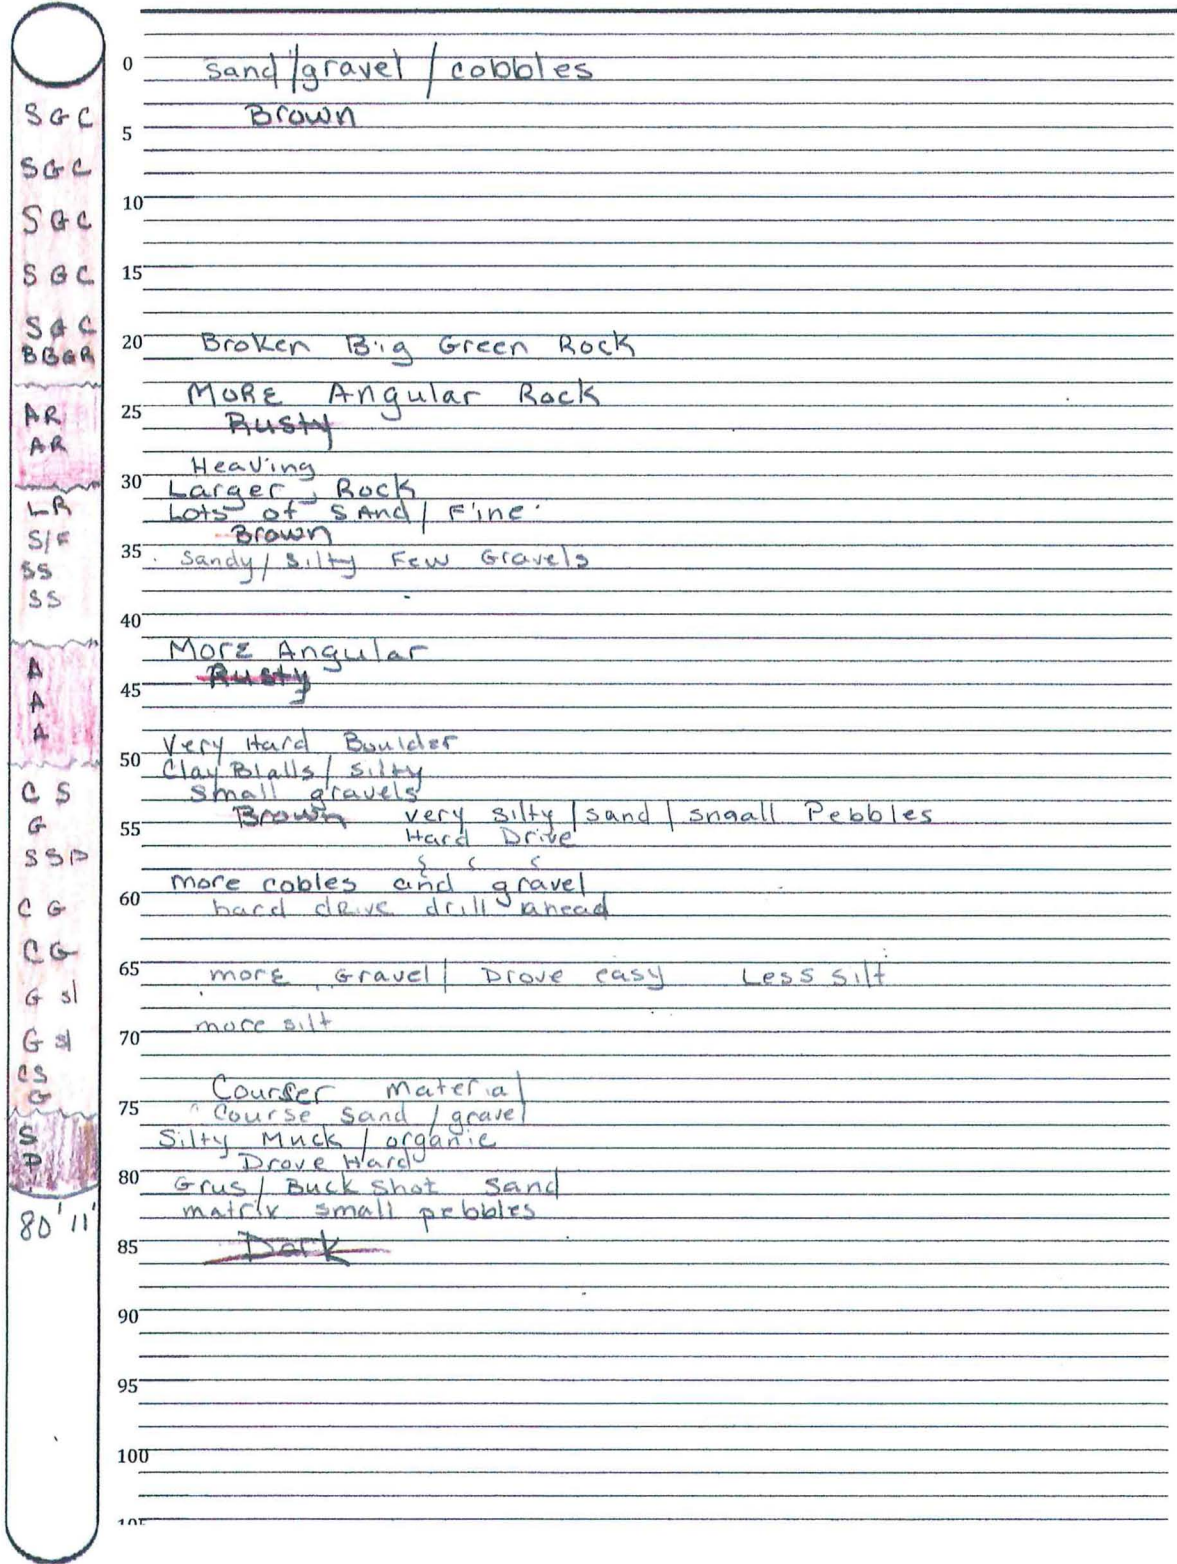 0 Sand/gravel/cobbles
SGC Brown
5
SGC
10
SGC
SGC 15
SGC
20 Broken Big Green Rock
BBGR
MORE Angular Rock
AR 25
Rusty
AR
Heaving
30
Larger Rock
LR Lots of SAnd/Fine
Brown
S/F
35 Sandy/Silty Few Gravels
SS
SS
40
More Angular
A Rusty
45
A
A
Very Hard Boulder
50
Clay Blalls/Silty
C S small gravels
Brown very silty/sand/snaall Pebbles
G 55
Hard Drive
SSP
more cobles and gravel
60
C G hard drive drill ahead
CG
65 more Gravel/Drove easy Less silt
G sl
more silt
70
G sl
CS
Courser material
G
75 Course Sand/gravel
S Silty Muck/organic
P Drove Hard
80
Grus/Buck Shot Sand
matrix small pebbles
80'11'
85 Dark
90
95
100
105